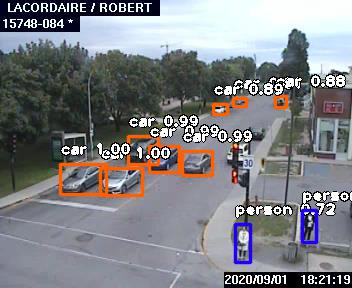 LACORDAIRE / ROBERT
15748-084 *
car 0.88
car 0.89
car 0.99
car 0.99
car 0.99
car 1.00
car 1.00
30
person 0.72
person
2020/09/01 18:21:19